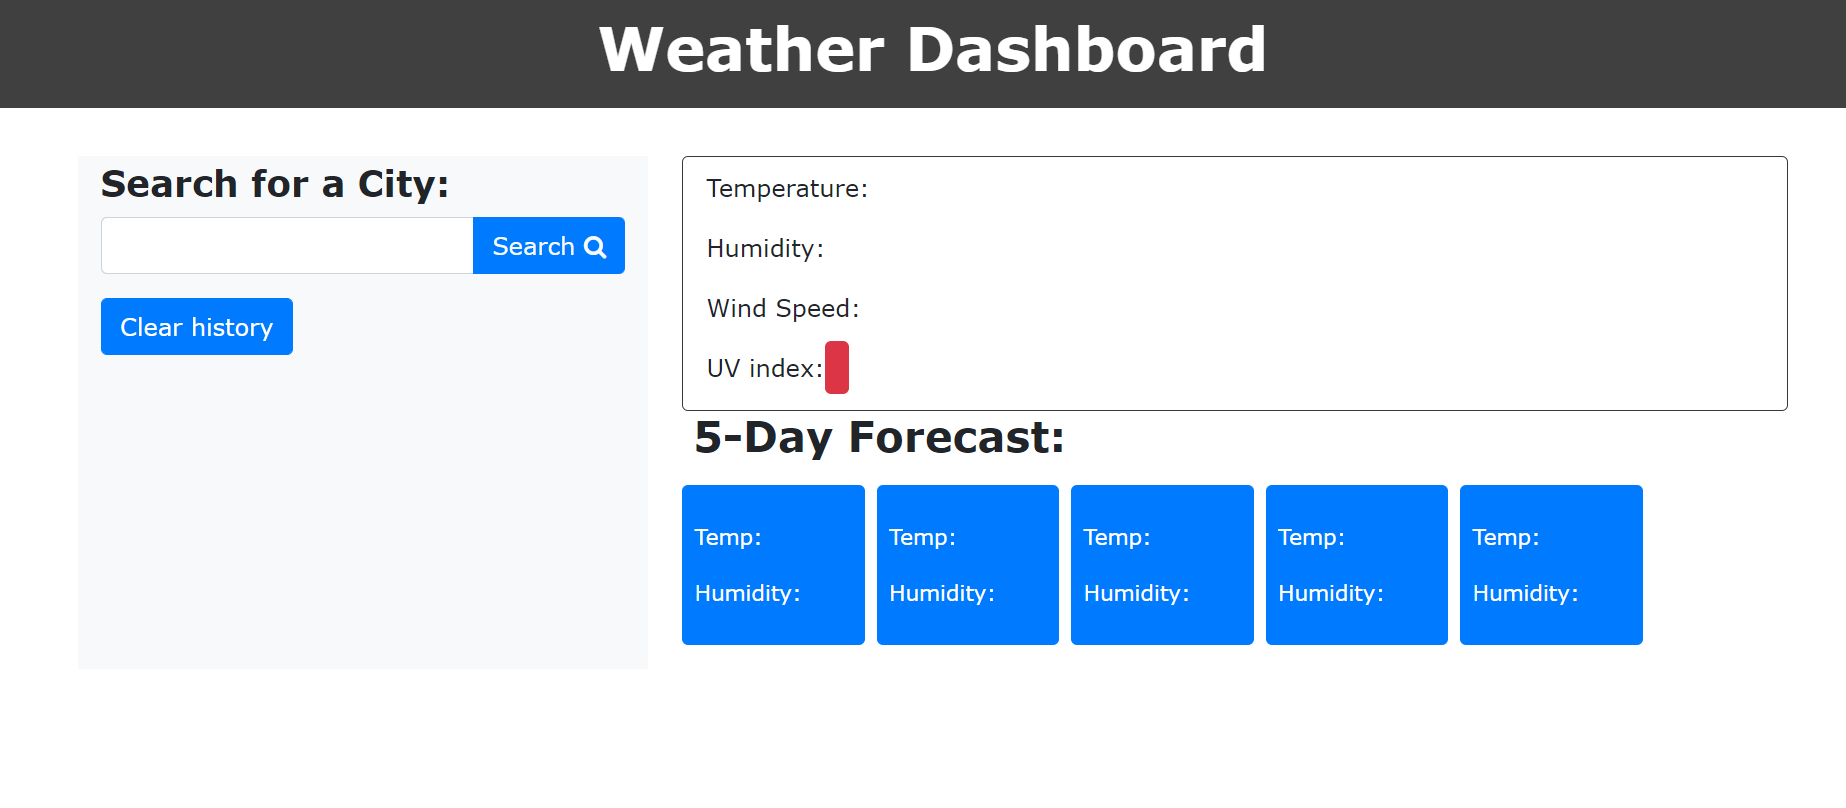 Weather Dashboard
Search for a City:
Search
Clear history
Temperature:
Humidity:
Wind Speed:
UV index:
5-Day Forecast:
Temp:
Humidity:
Temp:
Humidity:
Temp:
Humidity:
Temp:
Humidity:
Temp:
Humidity: